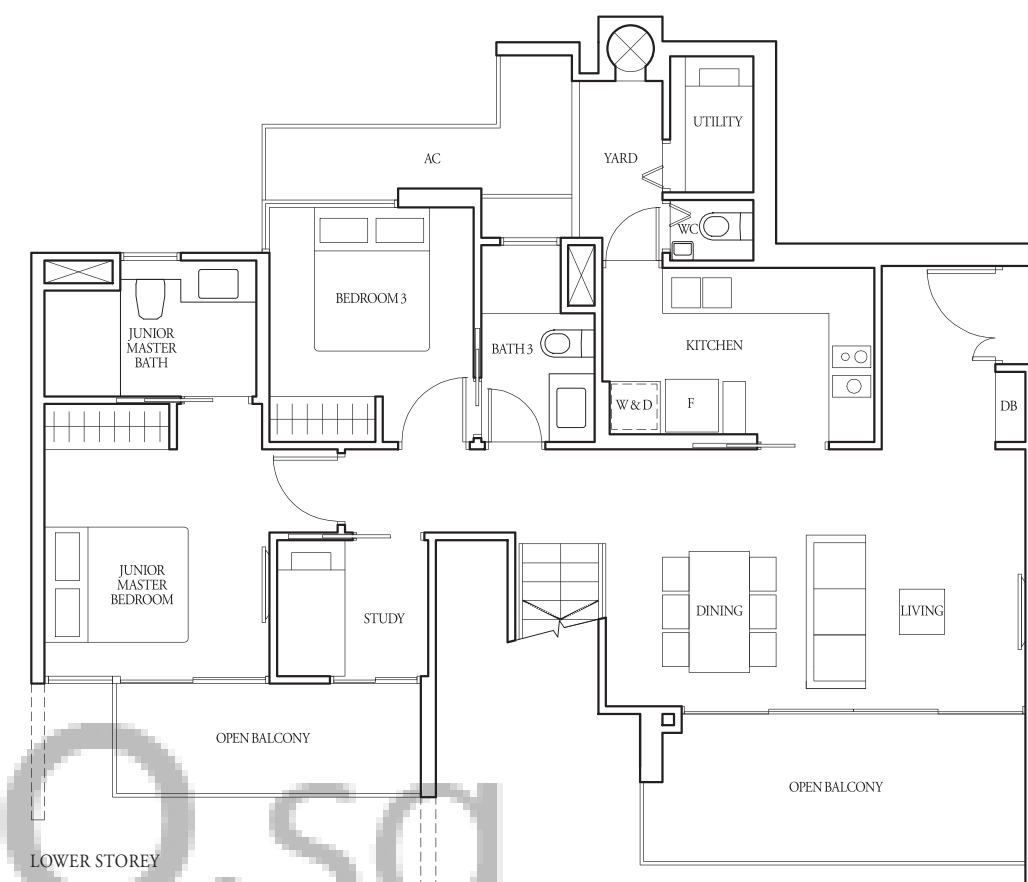 UTILITY
AC
YARD
WC
BEDROOM 3
JUNIOR
MASTER
BATH
BATH 3
KITCHEN
W & D
F
DB
JUNIOR
MASTER
BEDROOM
STUDY
DINING
LIVING
OPEN BALCONY
OPEN BALCONY
LOWER STOREY